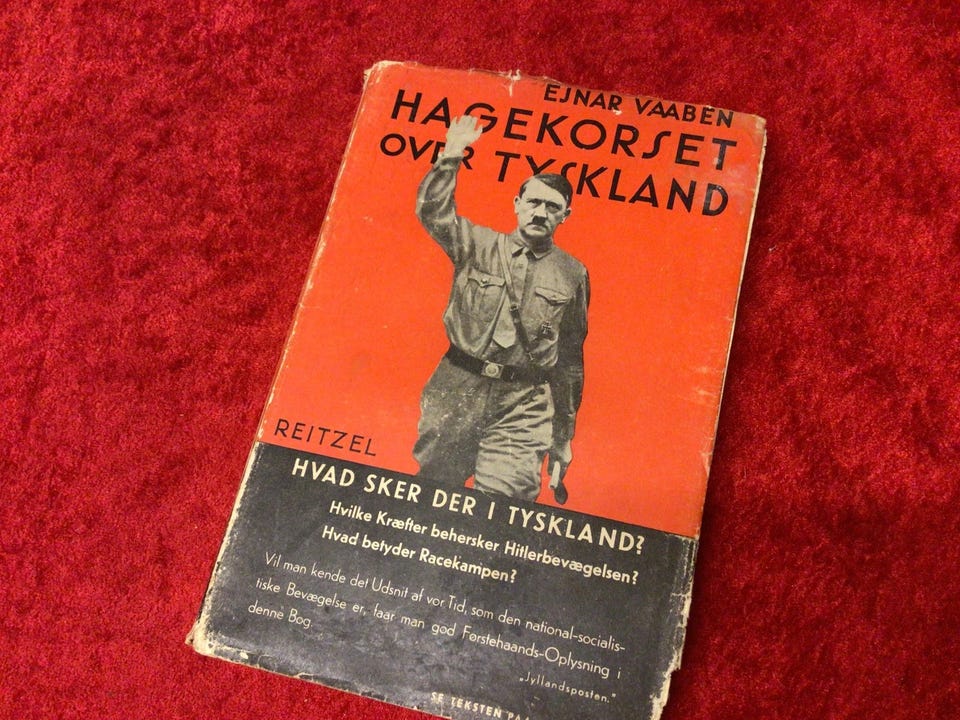 EJNAR VAABEN
HAGEKORSET
OVER TYSKLAND
REITZEL
HVAD SKER DER I TYSKLAND?
Hvilke Kræfter behersker Hitlerbevægelsen?
Hvad betyder Racekampen?
Vil man kende det Udsnit af vor Tid, som den national-socialis-
tiske Bevægelse er, faar man god Førstehaands-Oplysning i
denne Bog.
„Jyllandsposten."
SE TEKSTEN PAA